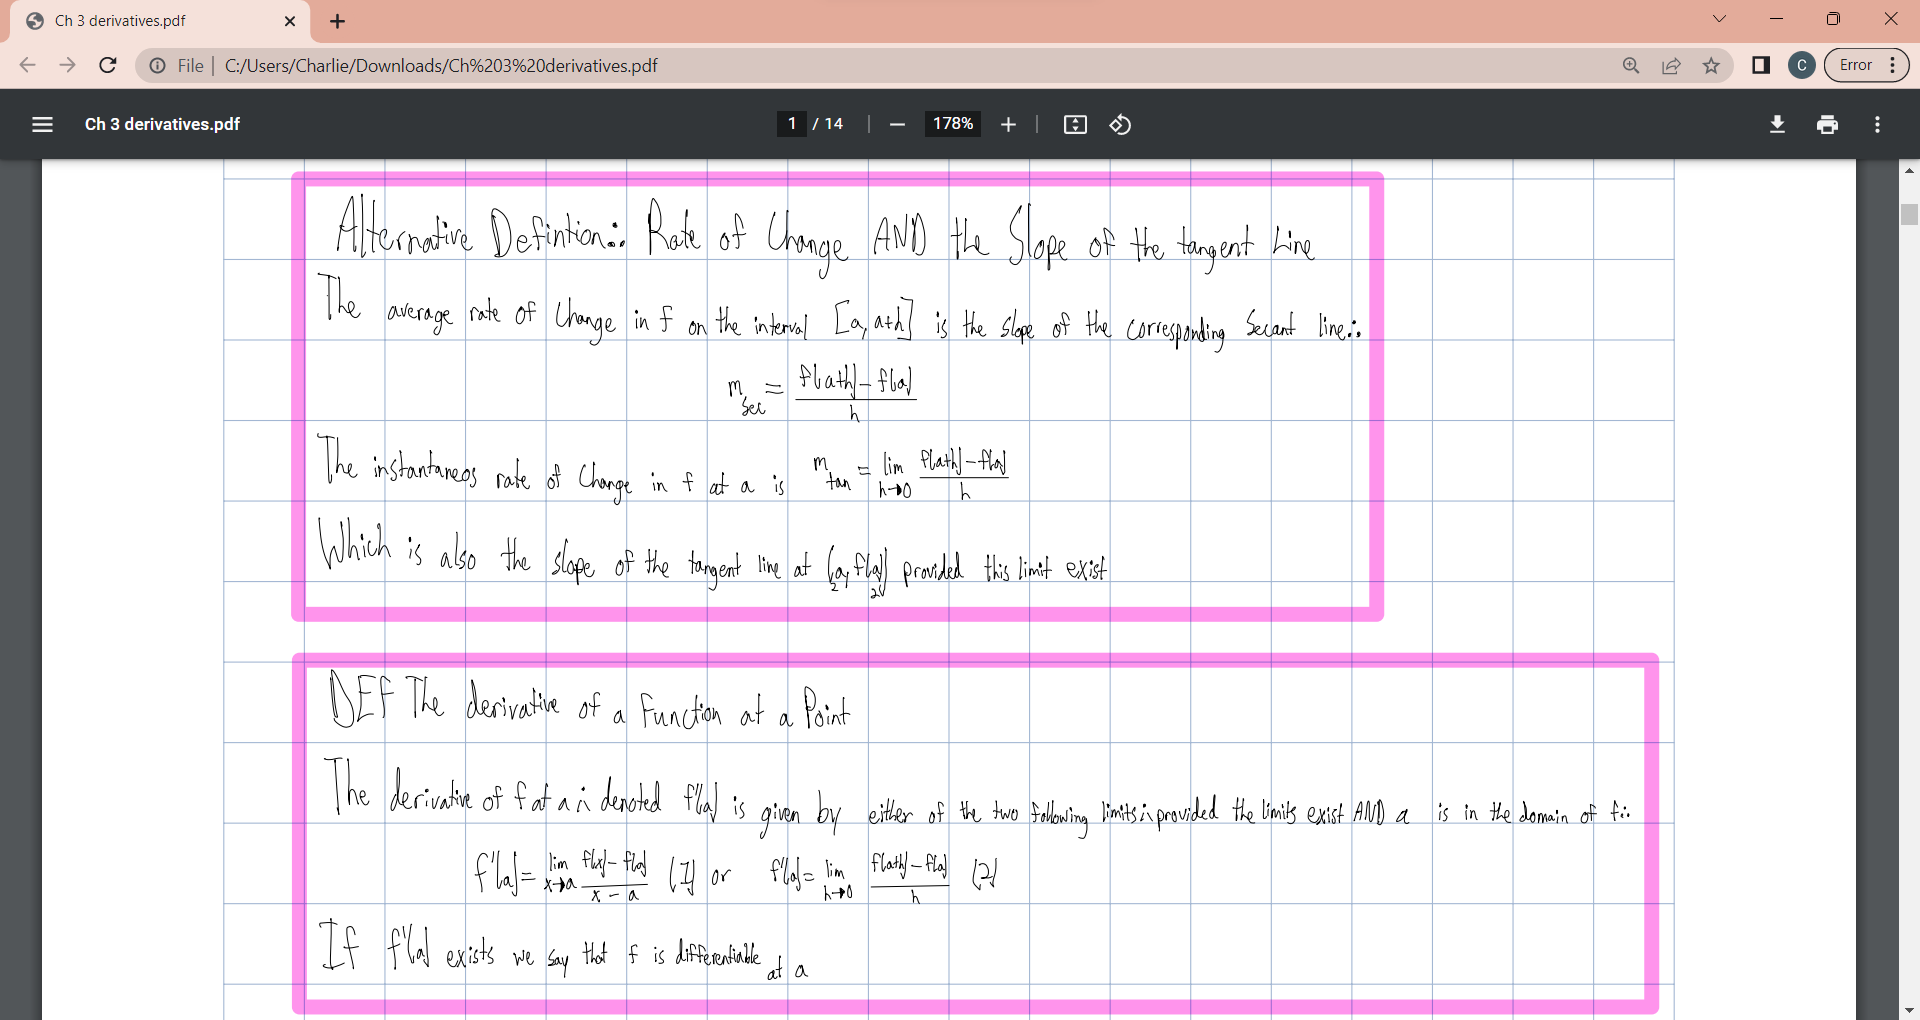 Ch 3 derivatives.pdf
File | C:/Users/Charlie/Downloads/Ch%203%20derivatives.pdf
C
Error
Ch 3 derivatives.pdf
1 / 14
178%
Alternative Defintion: Rate of Change AND the Slope of the tangent Line
The average rate of Change in f on the interval [a, a+h] is the slope of the corresponding Secant line:
m_sec = (f(a+h) - f(a)) / h
The instantaneos rate of Change in f at a is m_tan = lim_{h→0} (f(a+h) - f(a)) / h
Which is also the slope of the tangent line at (a, f(a)) provided this limit exist
DEF The derivative of a Function at a Point
The derivative of f at a denoted f'(a) is given by either of the two following limits provided the limits exist AND a is in the domain of f:
f'(a) = lim_{x→a} (f(x) - f(a)) / (x - a) (1) or f'(a) = lim_{h→0} (f(a+h) - f(a)) / h (2)
If f'(a) exists we say that f is differentiable at a